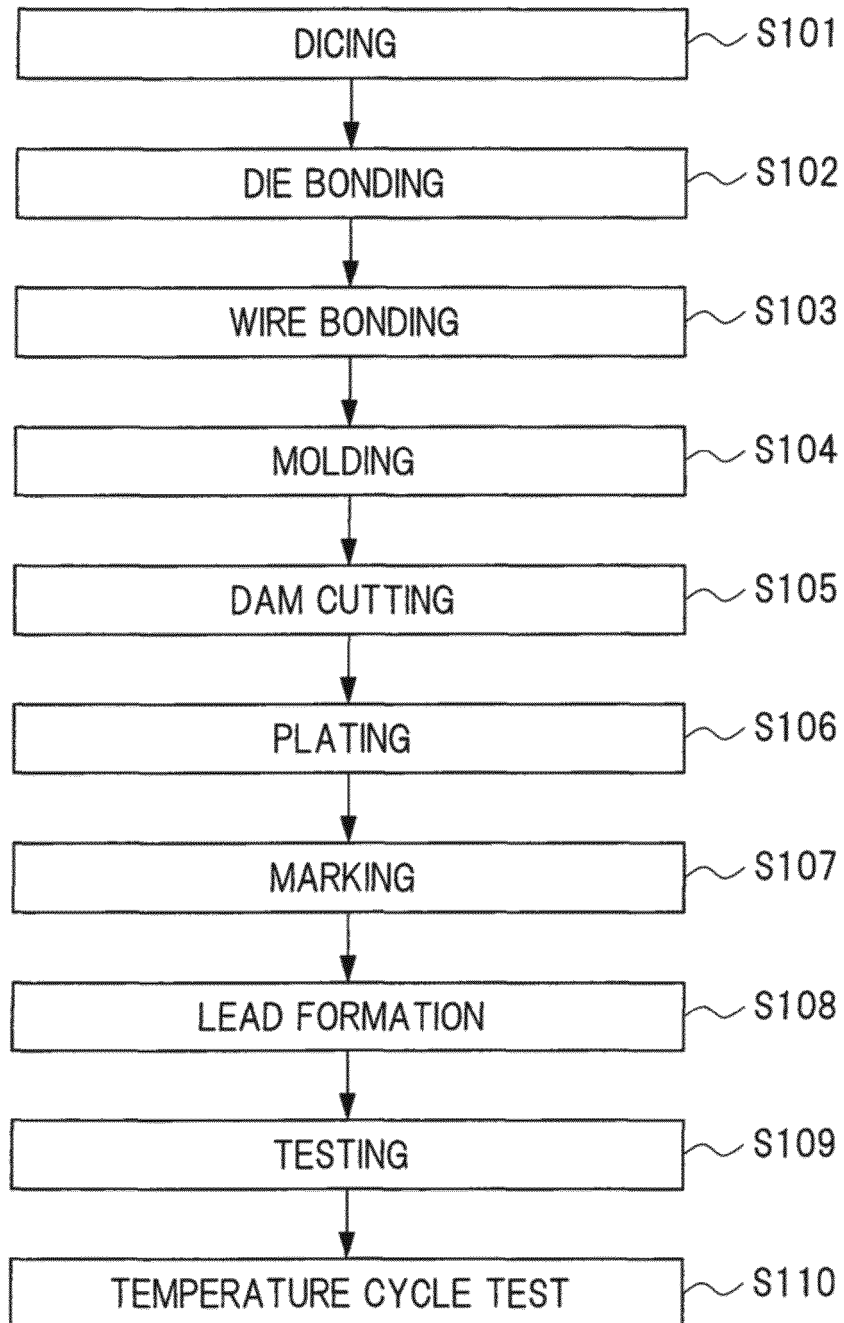 DICING S101
DIE BONDING S102
WIRE BONDING S103
MOLDING S104
DAM CUTTING S105
PLATING S106
MARKING S107
LEAD FORMATION S108
TESTING S109
TEMPERATURE CYCLE TEST S110